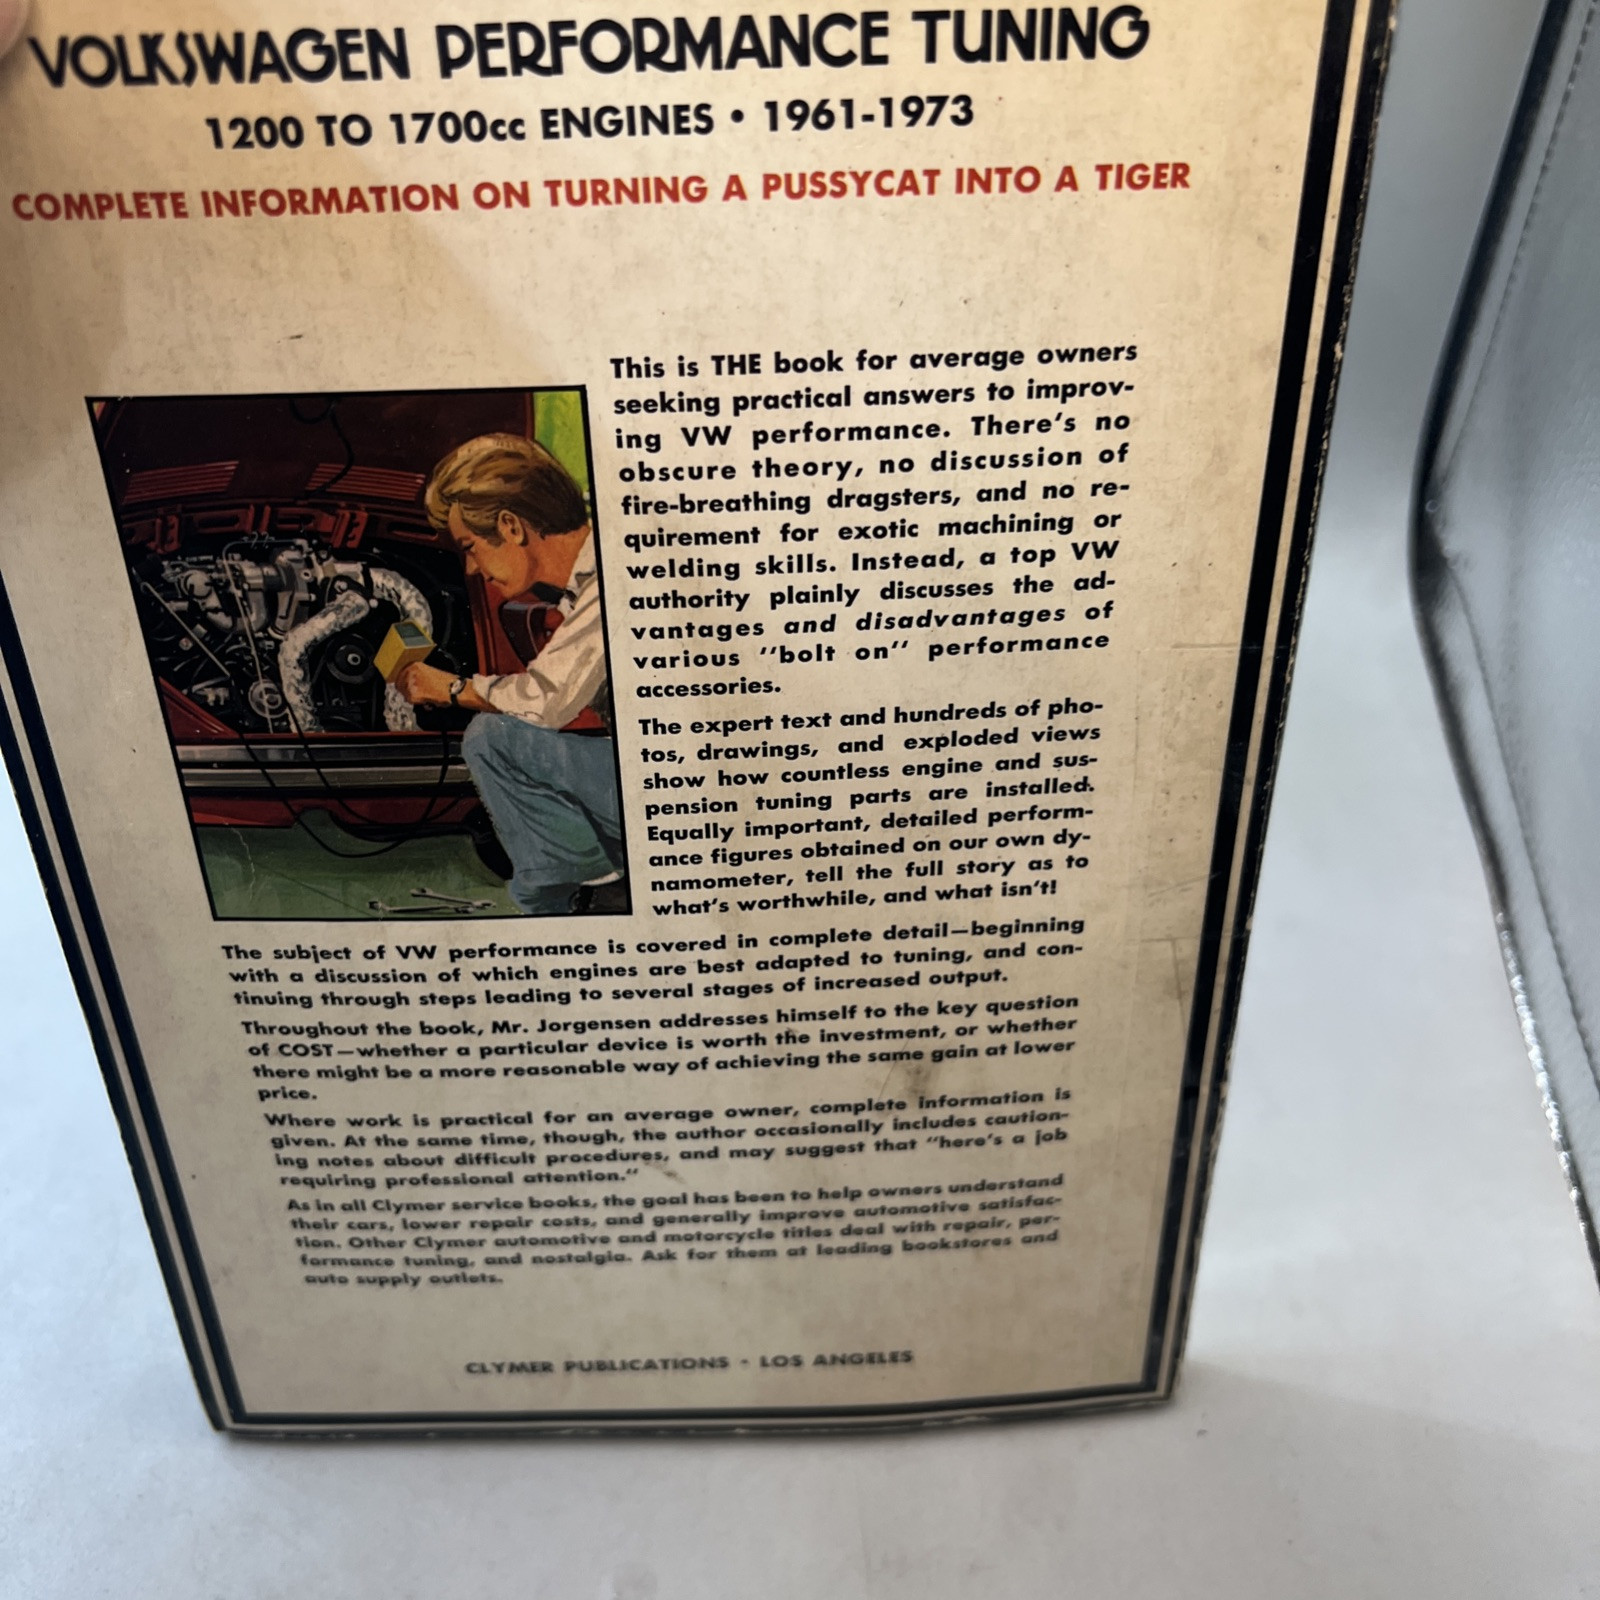 VOLKSWAGEN PERFORMANCE TUNING
1200 TO 1700cc ENGINES • 1961-1973
COMPLETE INFORMATION ON TURNING A PUSSYCAT INTO A TIGER
This is THE book for average owners
seeking practical answers to improv-
ing VW performance. There's no
obscure theory, no discussion of
fire-breathing dragsters, and no re-
quirement for exotic machining or
welding skills. Instead, a top VW
authority plainly discusses the ad-
vantages and disadvantages of
various "bolt on" performance
accessories.
The expert text and hundreds of pho-
tos, drawings, and exploded views
show how countless engine and sus-
pension tuning parts are installed.
Equally important, detailed perform-
ance figures obtained on our own dy-
namometer, tell the full story as to
what's worthwhile, and what isn't!
The subject of VW performance is covered in complete detail—beginning
with a discussion of which engines are best adapted to tuning, and con-
tinuing through steps leading to several stages of increased output.
Throughout the book, Mr. Jorgensen addresses himself to the key question
of COST—whether a particular device is worth the investment, or whether
there might be a more reasonable way of achieving the same gain at lower
price.
Where work is practical for an average owner, complete information is
given. At the same time, though, the author occasionally includes caution-
ing notes about difficult procedures, and may suggest that "here's a job
requiring professional attention."
As in all Clymer service books, the goal has been to help owners understand
their cars, lower repair costs, and generally improve automotive satisfac-
tion. Other Clymer automotive and motorcycle titles deal with repair, per-
formance tuning, and nostalgia. Ask for them at leading bookstores and
auto supply outlets.
CLYMER PUBLICATIONS • LOS ANGELES